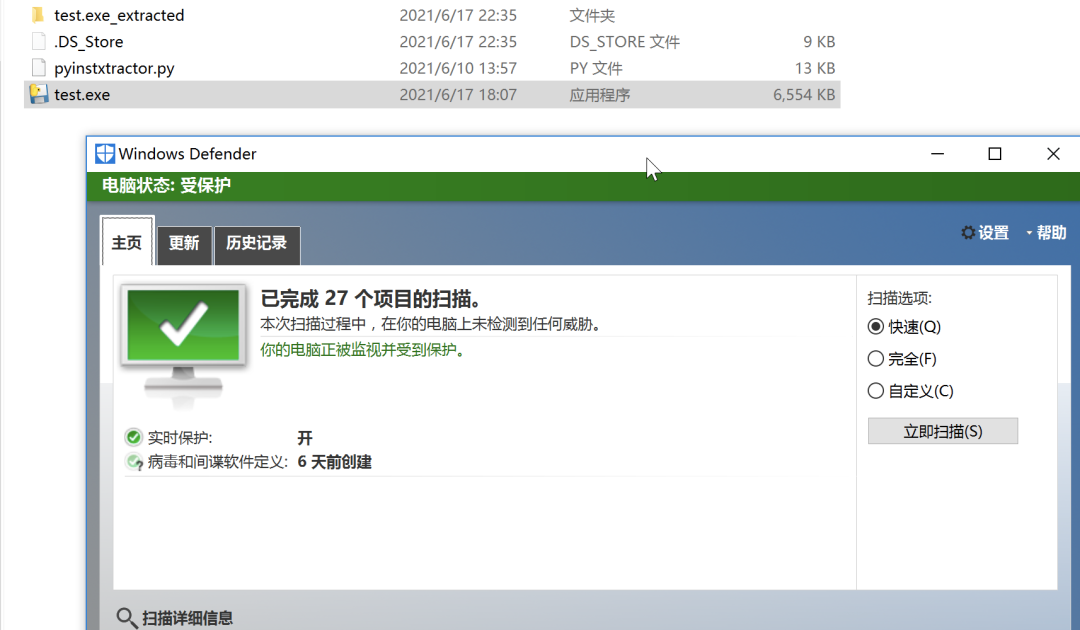 test.exe_extracted 2021/6/17 22:35 文件夹
.DS_Store 2021/6/17 22:35 DS_STORE 文件 9 KB
pyinstxtractor.py 2021/6/10 13:57 PY 文件 13 KB
test.exe 2021/6/17 18:07 应用程序 6,554 KB
Windows Defender
电脑状态: 受保护
主页 更新 历史记录 设置 帮助
已完成 27 个项目的扫描。
本次扫描过程中，在你的电脑上未检测到任何威胁。
你的电脑正被监视并受到保护。
扫描选项:
快速(Q)
完全(F)
自定义(C)
立即扫描(S)
实时保护: 开
病毒和间谍软件定义: 6 天前创建
扫描详细信息